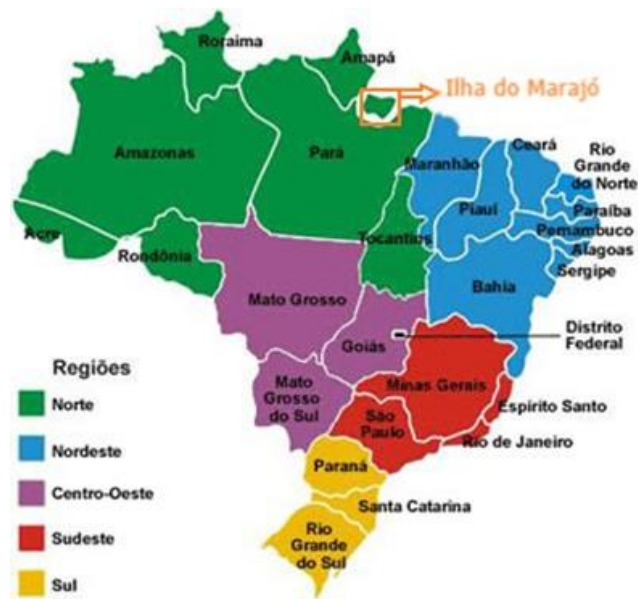 Roraima
Amapá
Ilha do Marajó
Amazonas
Pará
Maranhão
Ceará
Rio
Grande
do Norte
Piauí
Paraíba
Pernambuco
Acre
Rondônia
Tocantins
Alagoas
Sergipe
Bahia
Mato Grosso
Goiás
Distrito
Federal
Mato
Grosso
do Sul
Minas Gerais
Espírito Santo
São
Paulo
Rio de Janeiro
Paraná
Santa Catarina
Rio
Grande
do Sul
Regiões
Norte
Nordeste
Centro-Oeste
Sudeste
Sul